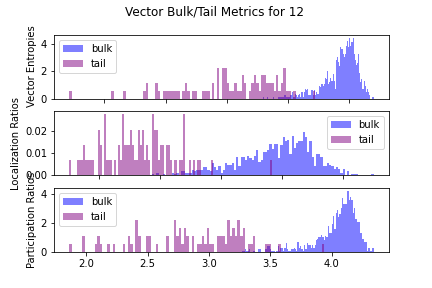 Vector Bulk/Tail Metrics for 12
Vector Entropies
4
2
0
bulk
tail
Localization Ratios
0.02
0.01
0.00
bulk
tail
Participation Ratios
4
2
0
bulk
tail
2.0 2.5 3.0 3.5 4.0